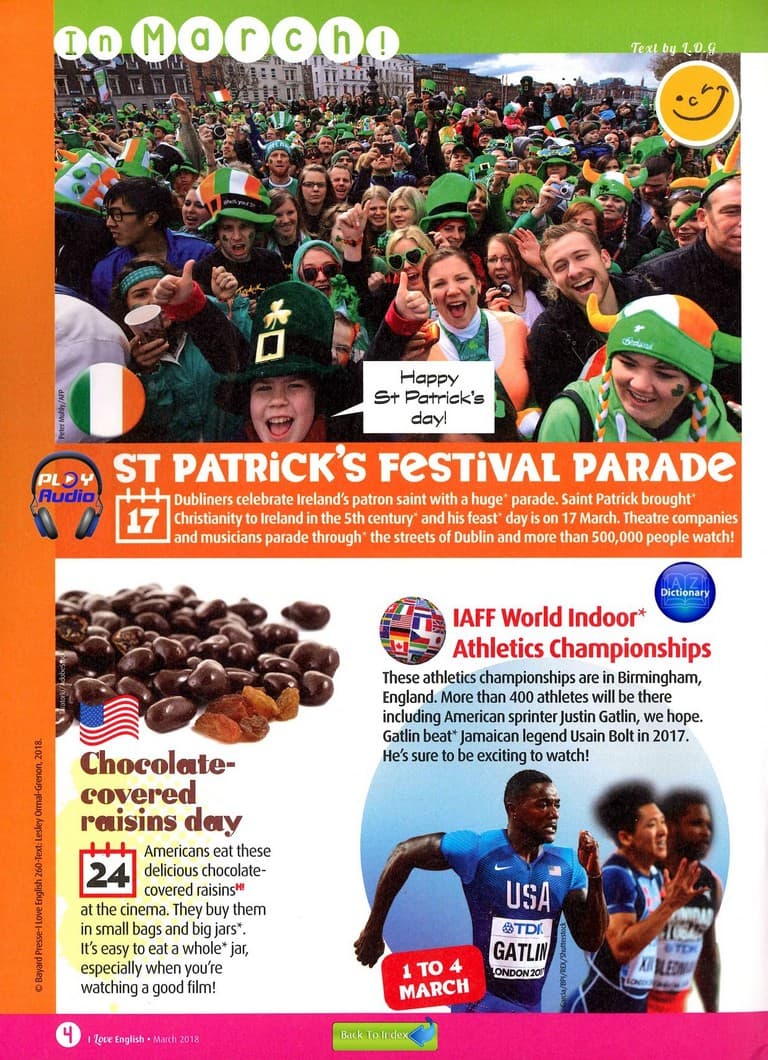 In March!
Text by L.O.G
Happy
St Patrick's
day!
Peter Muhly/AFP
PLAY
Audio
ST PATRICK'S FESTIVAL PARADE
17
Dubliners celebrate Ireland's patron saint with a huge* parade. Saint Patrick brought*
Christianity to Ireland in the 5th century* and his feast* day is on 17 March. Theatre companies
and musicians parade through* the streets of Dublin and more than 500,000 people watch!
A Z
Dictionary
IAFF World Indoor*
Athletics Championships
These athletics championships are in Birmingham,
England. More than 400 athletes will be there
including American sprinter Justin Gatlin, we hope.
Gatlin beat* Jamaican legend Usain Bolt in 2017.
He's sure to be exciting to watch!
Chocolate-
covered
raisins day
24
Americans eat these
delicious chocolate-
covered raisins
at the cinema. They buy them
in small bags and big jars*.
It's easy to eat a whole* jar,
especially when you're
watching a good film!
USA
TDK
GATLIN
LONDON 201
TDK
1 TO 4
MARCH
© Bayard Presse-I Love English 260-Text: Lesley Ormal-Grenon, 2018.
4 I Love English • March 2018
Back To Index